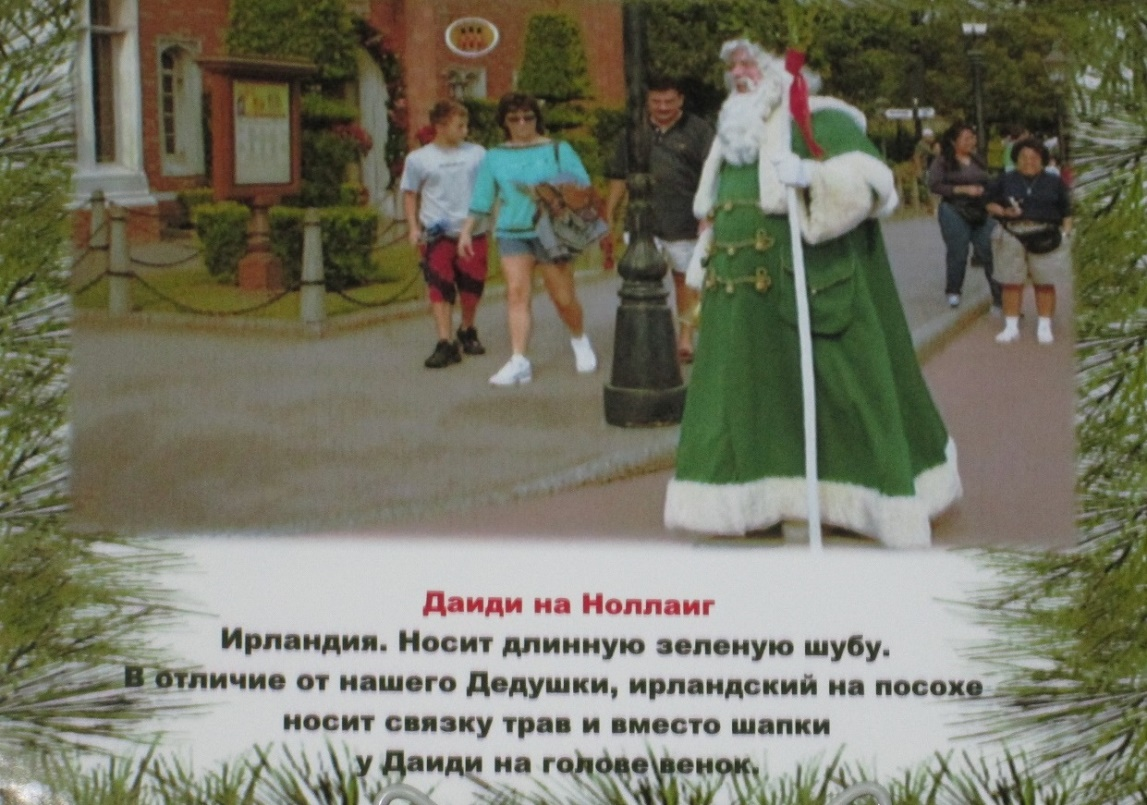 Даиди на Ноллаиг
Ирландия. Носит длинную зеленую шубу.
В отличие от нашего Дедушки, ирландский на посохе
носит связку трав и вместо шапки
у Даиди на голове венок.